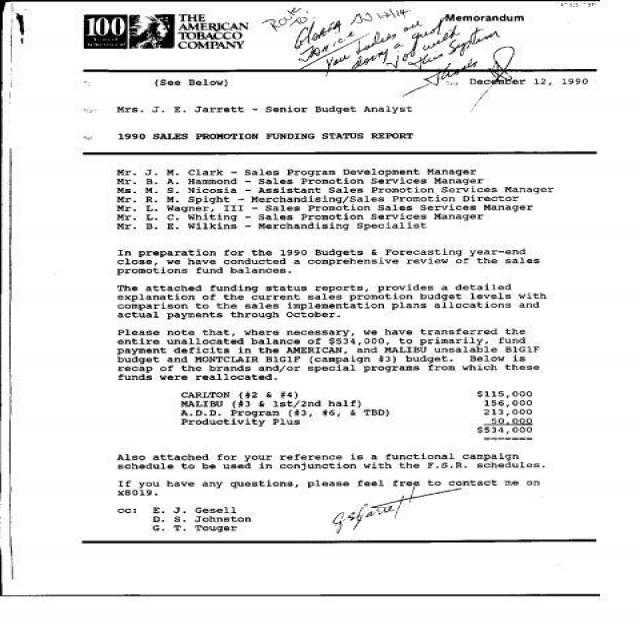 100
THE
AMERICAN
TOBACCO
COMPANY
Memorandum
Gloria
Janice
You Ladies are
doing a great
job with
this System
Thanks
(See Below)
December 12, 1990
Mrs. J. E. Jarrett - Senior Budget Analyst
1990 SALES PROMOTION FUNDING STATUS REPORT
Mr. J. M. Clark - Sales Program Development Manager
Mr. B. A. Hammond - Sales Promotion Services Manager
Ms. M. S. Nicosia - Assistant Sales Promotion Services Manager
Mr. R. M. Spight - Merchandising/Sales Promotion Director
Mr. L. Wagner, III - Sales Promotion Sales Services Manager
Mr. L. C. Whiting - Sales Promotion Services Manager
Mr. B. E. Wilkins - Merchandising Specialist
In preparation for the 1990 Budgets & Forecasting year-end
close, we have conducted a comprehensive review of the sales
promotions fund balances.
The attached funding status reports, provides a detailed
explanation of the current sales promotion budget levels with
comparison to the sales implementation plans allocations and
actual payments through October.
Please note that, where necessary, we have transferred the
entire unallocated balance of $534,000, to primarily, fund
payment deficits in the AMERICAN, and MALIBU unsalable B1G1F
budget and MONTCLAIR B1G1F (campaign #3) budget. Below is
recap of the brands and/or special programs from which these
funds were reallocated.
CARLTON (#2 & #4) $115,000
MALIBU (#3 & 1st/2nd half) 156,000
A.D.D. Program (#3, #6, & TBD) 213,000
Productivity Plus 50,000
$534,000
Also attached for your reference is a functional campaign
schedule to be used in conjunction with the F.S.R. schedules.
If you have any questions, please feel free to contact me on
x8019.
cc: E. J. Gesell
D. S. Johnston
G. T. Touger